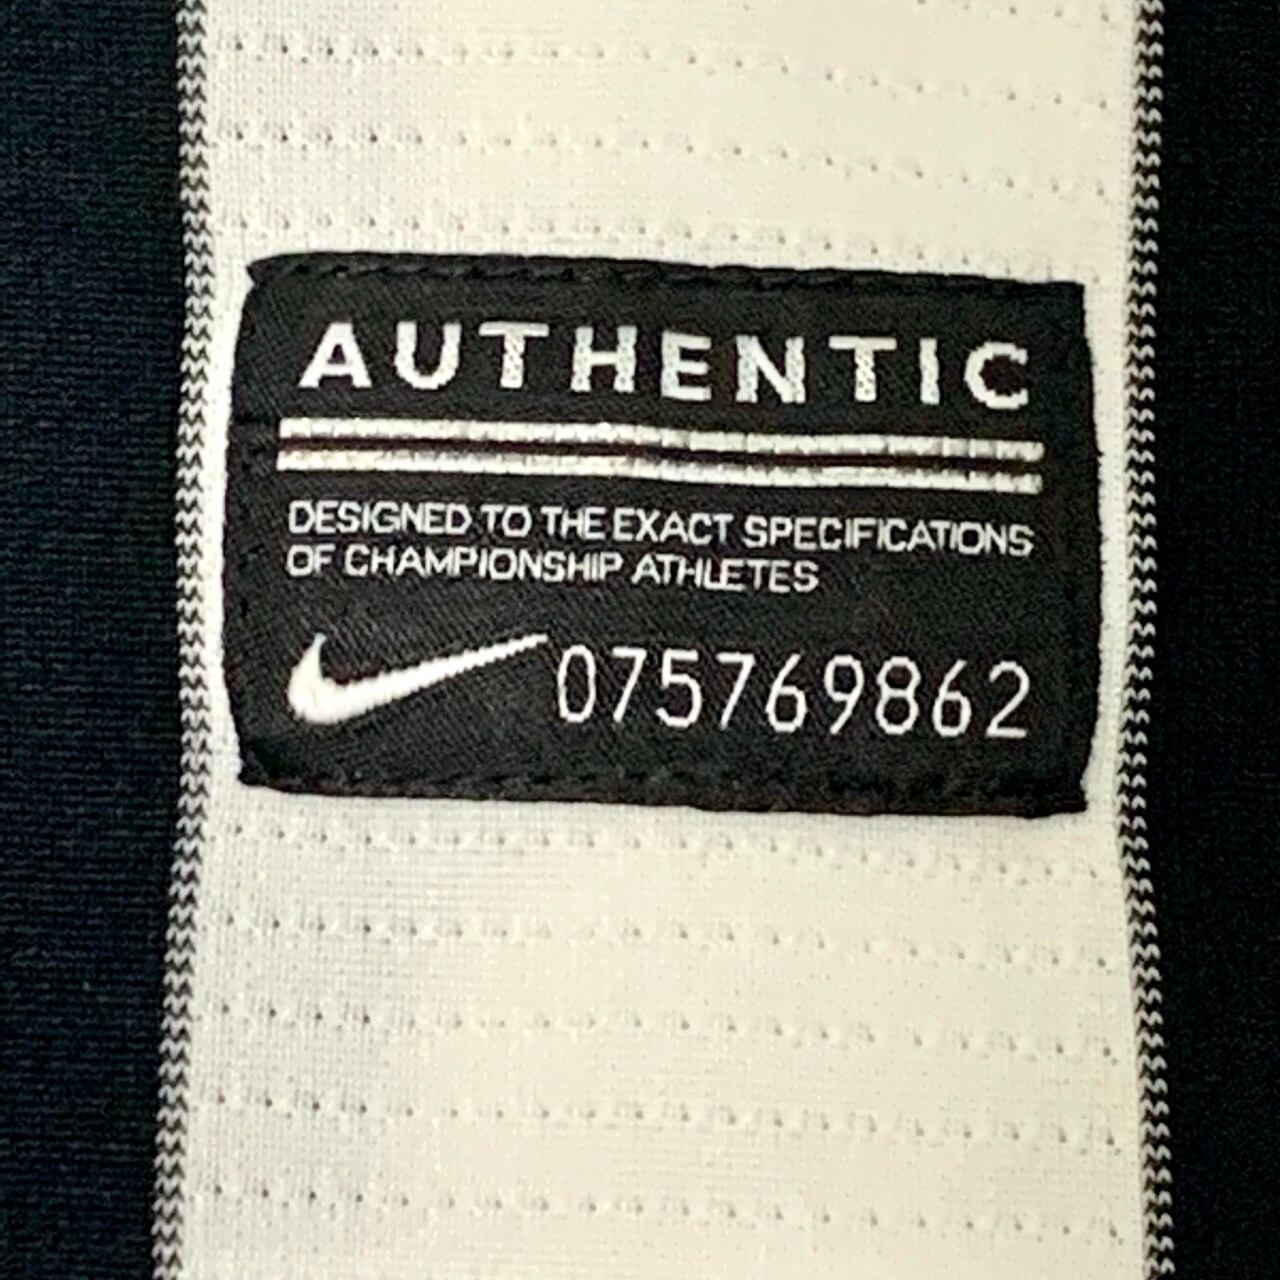 AUTHENTIC
DESIGNED TO THE EXACT SPECIFICATIONS
OF CHAMPIONSHIP ATHLETES
075769862